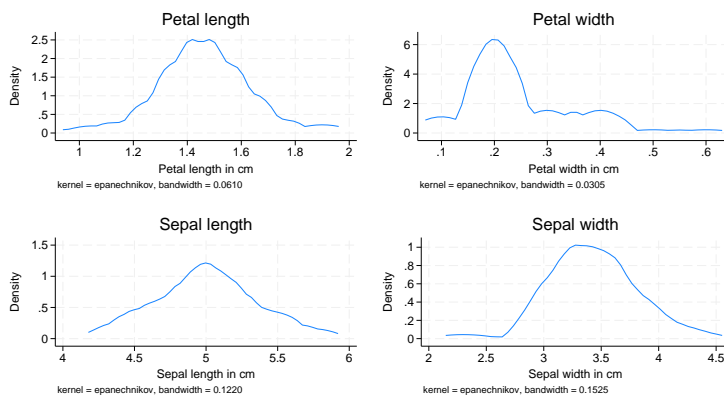 Petal length
2.5
2
1.5
1
.5
0
Density
1 1.2 1.4 1.6 1.8 2
Petal length in cm
kernel = epanechnikov, bandwidth = 0.0610
Petal width
6
4
2
0
Density
.1 .2 .3 .4 .5 .6
Petal width in cm
kernel = epanechnikov, bandwidth = 0.0305
Sepal length
1.5
1
.5
0
Density
4 4.5 5 5.5 6
Sepal length in cm
kernel = epanechnikov, bandwidth = 0.1220
Sepal width
1
.8
.6
.4
.2
0
Density
2 2.5 3 3.5 4 4.5
Sepal width in cm
kernel = epanechnikov, bandwidth = 0.1525